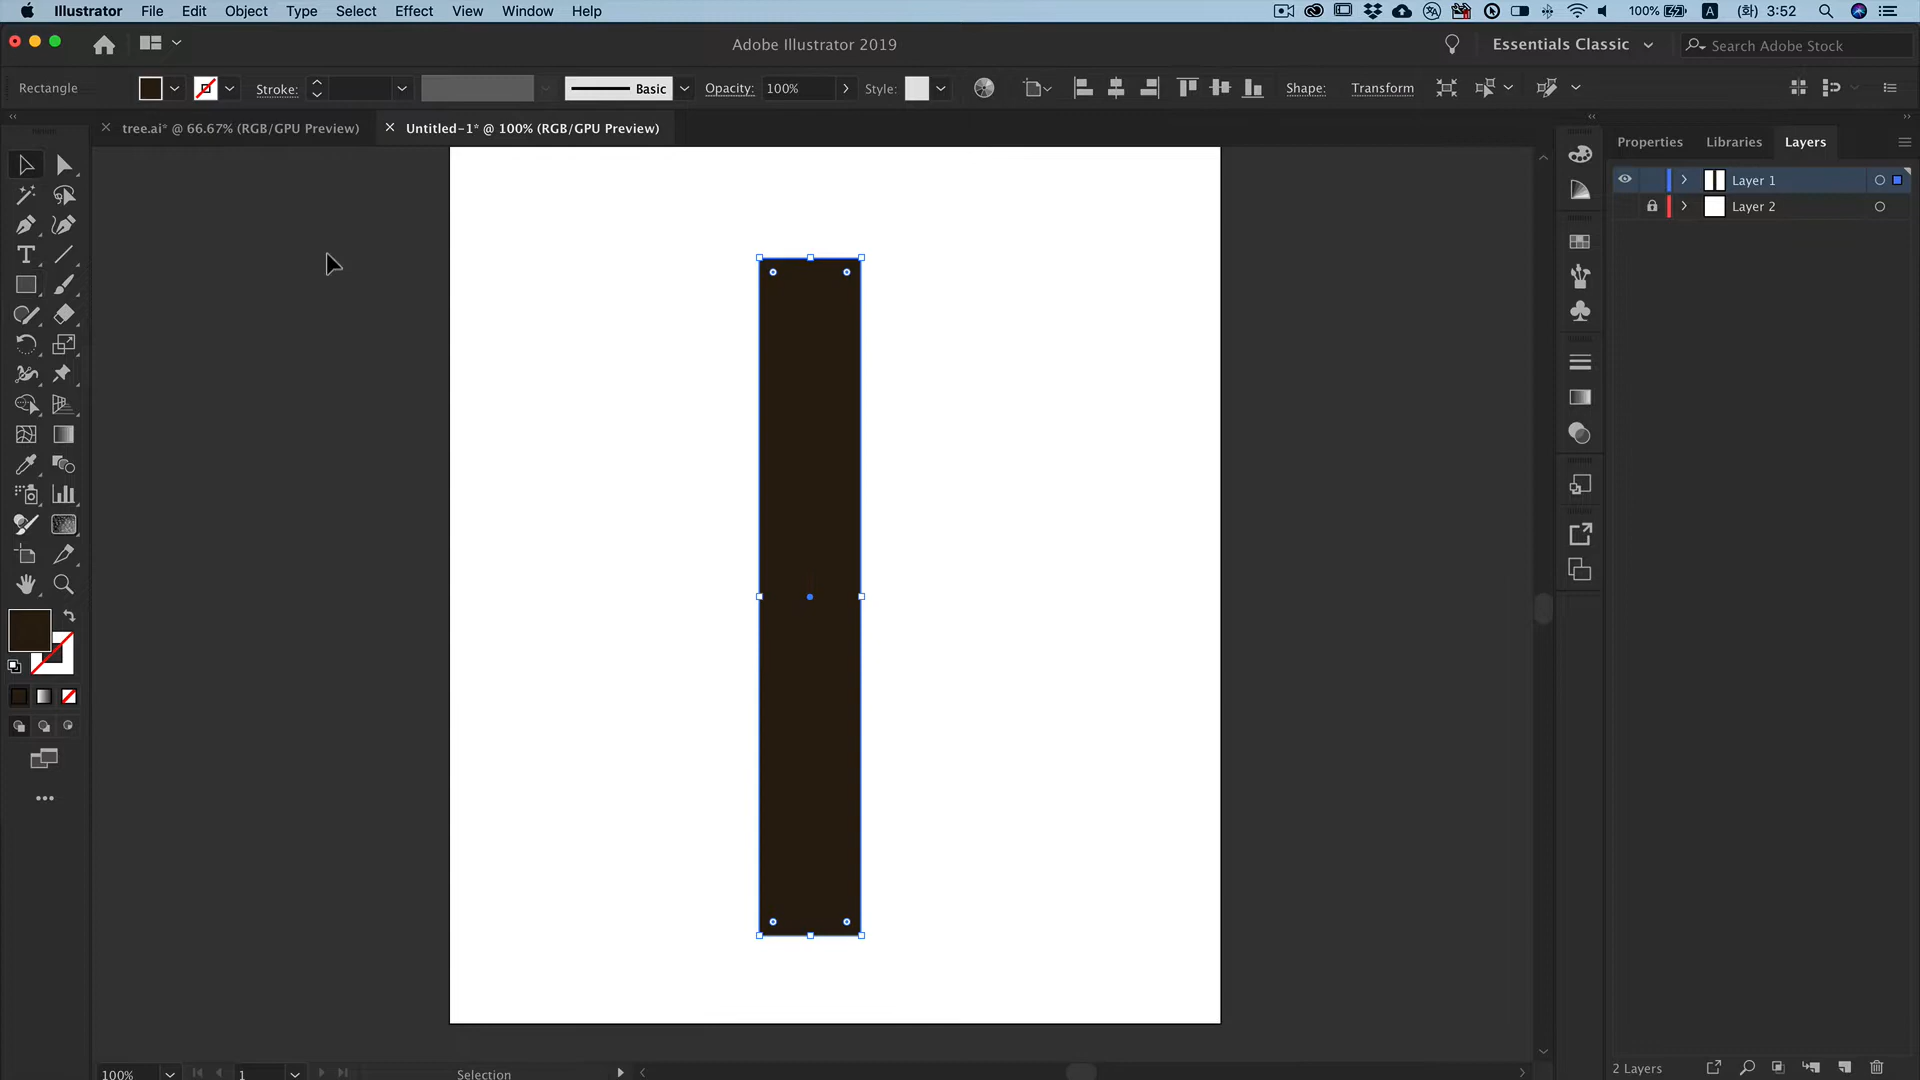 Illustrator File Edit Object Type Select Effect View Window Help 100% A (화) 3:52
Adobe Illustrator 2019 Essentials Classic Search Adobe Stock
Rectangle Stroke: Basic Opacity: 100% Style: Shape: Transform
tree.ai* @ 66.67% (RGB/GPU Preview) Untitled-1* @ 100% (RGB/GPU Preview)
Properties Libraries Layers
Layer 1
Layer 2
2 Layers
100% 1 Selection